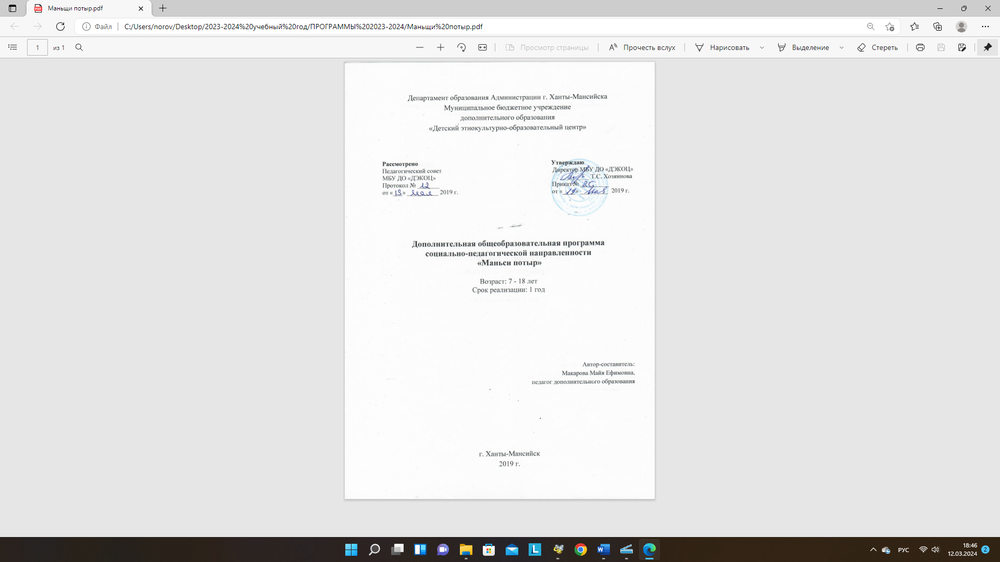 Маньщи потыр.pdf
Файл
C:/Users/norov/Desktop/2023-2024%20учебный%20год/ПРОГРАММЫ%202023-2024/Маньщи%20потыр.pdf
1 из 1
Просмотр страницы
Прочесть вслух
Нарисовать
Выделение
Стереть
Департамент образования Администрации г. Ханты-Мансийска
Муниципальное бюджетное учреждение
дополнительного образования
«Детский этнокультурно-образовательный центр»
Рассмотрено
Педагогический совет
МБУ ДО «ДЭКОЦ»
Протокол № 12
от «19» мая 2019 г.
Утверждаю
Директор МБУ ДО «ДЭКОЦ»
Т.С. Хозяинова
Приказ №
от «19» мая 2019 г.
Дополнительная общеобразовательная программа
социально-педагогической направленности
«Маньси потыр»
Возраст: 7 - 18 лет
Срок реализации: 1 год
Автор-составитель:
Макарова Майя Ефимовна,
педагог дополнительного образования
г. Ханты-Мансийск
2019 г.
РУС
18:46
12.03.2024
2